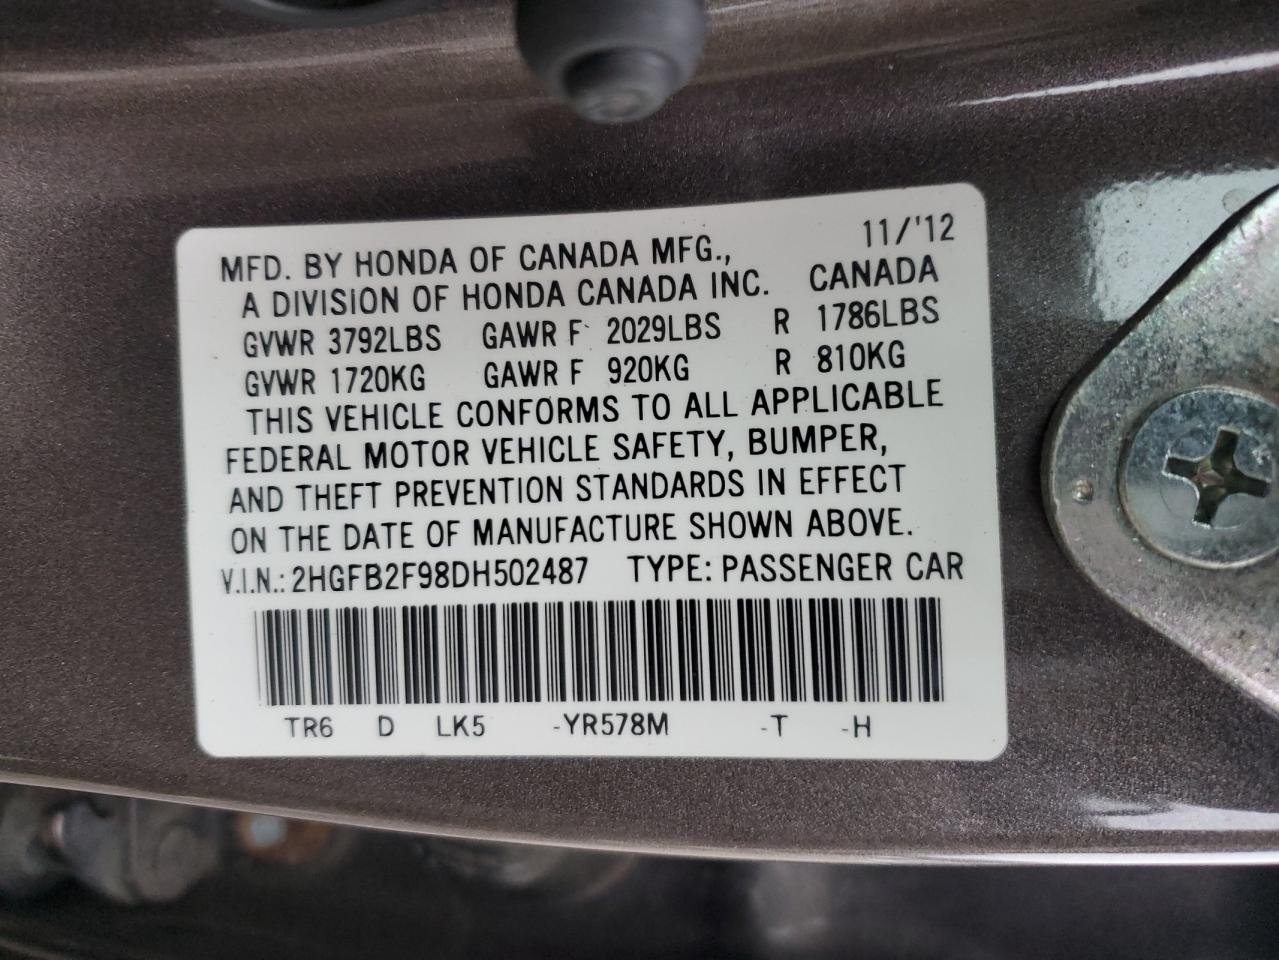 MFD. BY HONDA OF CANADA MFG., 11/'12
A DIVISION OF HONDA CANADA INC. CANADA
GVWR 3792LBS GAWR F 2029LBS R 1786LBS
GVWR 1720KG GAWR F 920KG R 810KG
THIS VEHICLE CONFORMS TO ALL APPLICABLE
FEDERAL MOTOR VEHICLE SAFETY, BUMPER,
AND THEFT PREVENTION STANDARDS IN EFFECT
ON THE DATE OF MANUFACTURE SHOWN ABOVE.
V.I.N.: 2HGFB2F98DH502487 TYPE: PASSENGER CAR
TR6 D LK5 -YR578M -T -H